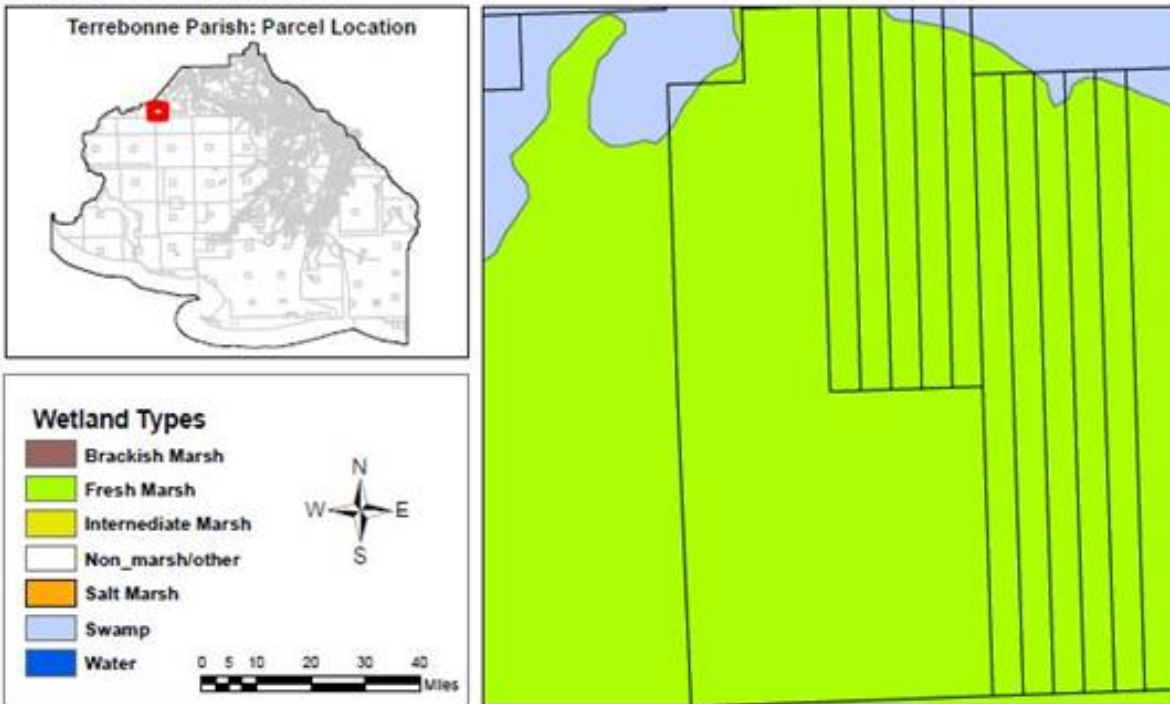 Terrebonne Parish: Parcel Location
Wetland Types
Brackish Marsh
Fresh Marsh
Internediate Marsh
Non_marsh/other
Salt Marsh
Swamp
Water
N
W E
S
0 5 10 20 30 40
Miles